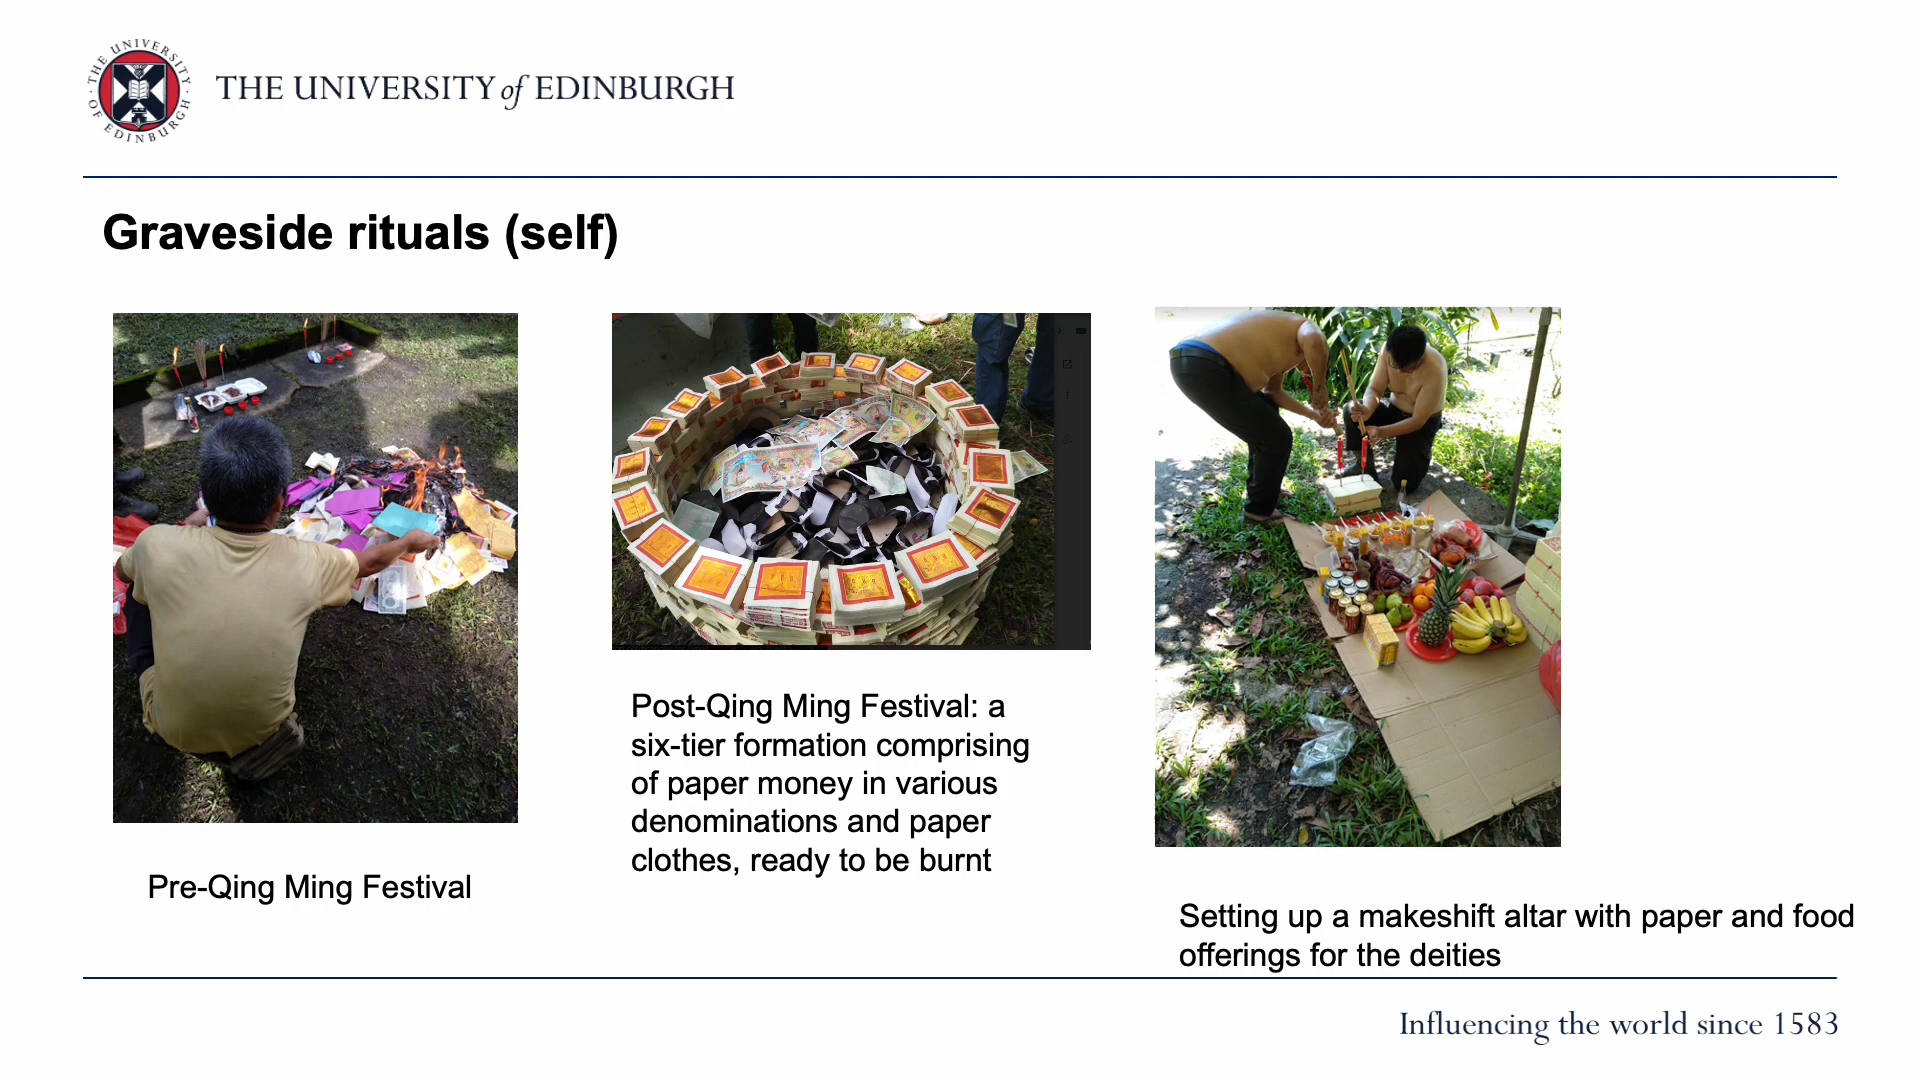 THE UNIVERSITY OF EDINBURGH
THE UNIVERSITY of EDINBURGH
Graveside rituals (self)
Pre-Qing Ming Festival
Post-Qing Ming Festival: a
six-tier formation comprising
of paper money in various
denominations and paper
clothes, ready to be burnt
Setting up a makeshift altar with paper and food
offerings for the deities
Influencing the world since 1583